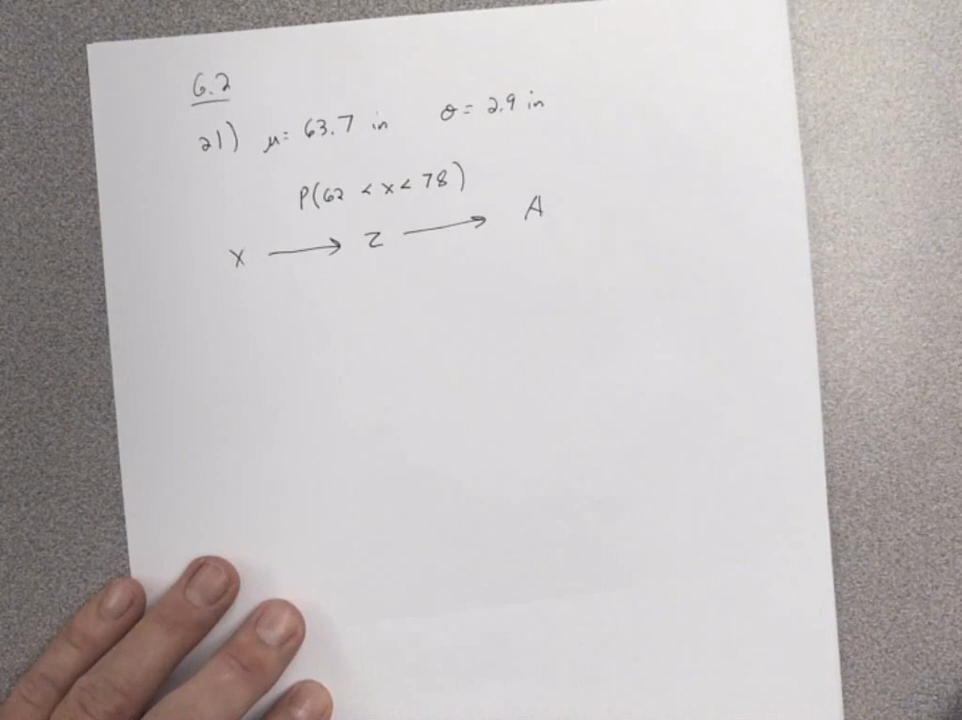 6.2
21) μ= 63.7 in σ= 2.9 in
P(62 < x < 78)
x → z → A